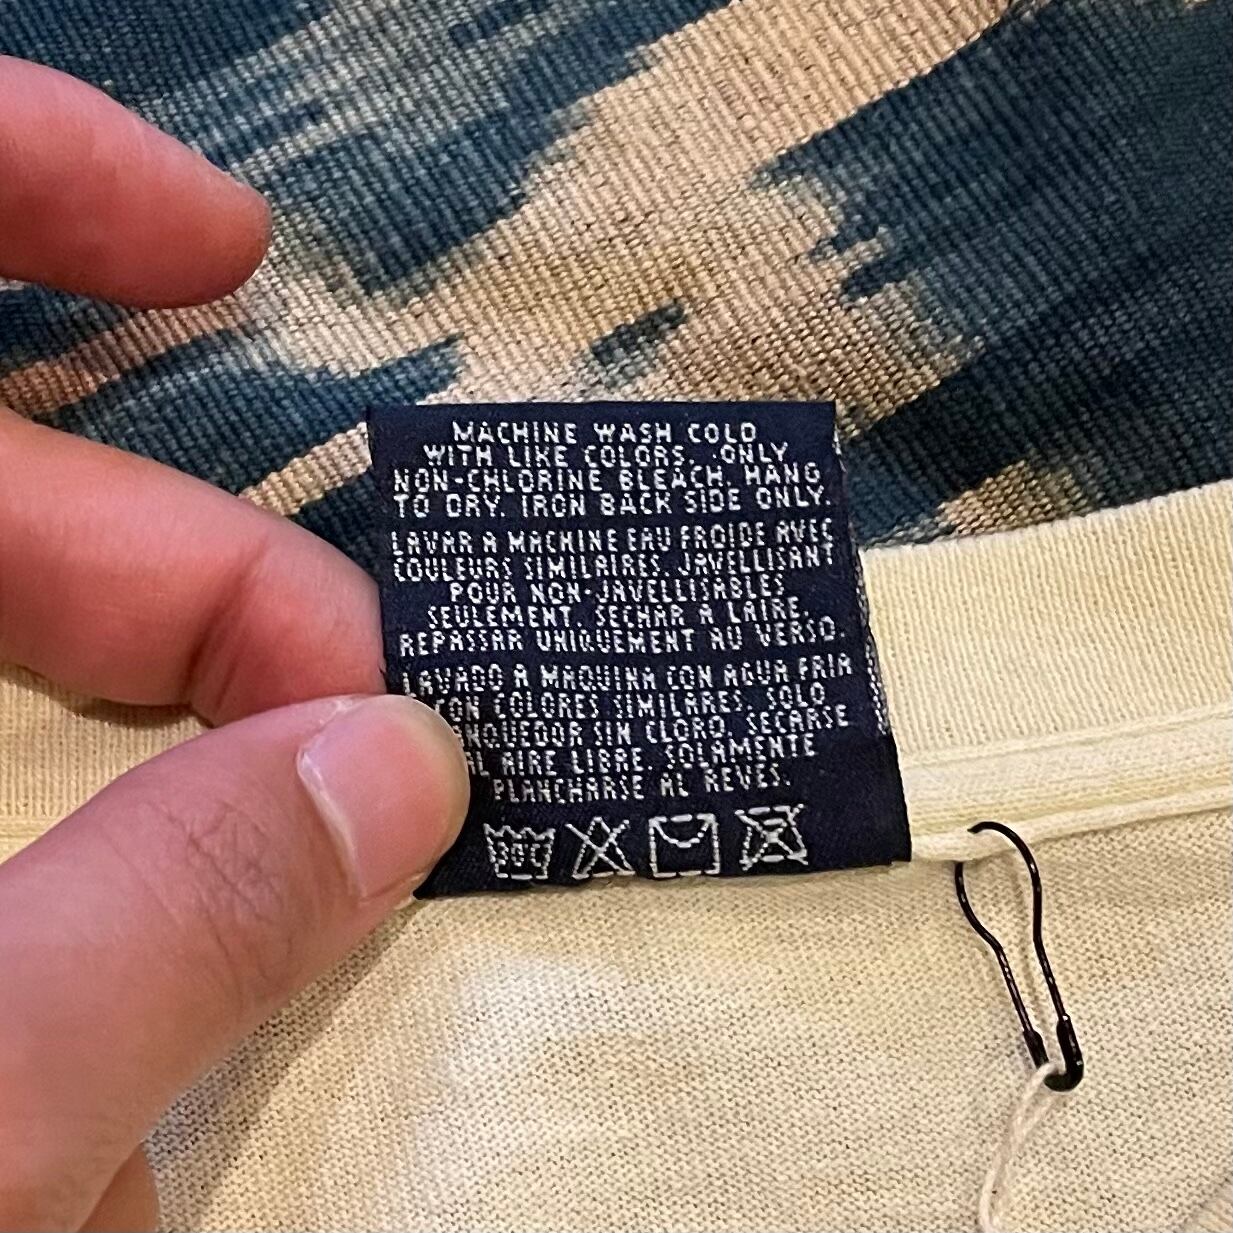 MACHINE WASH COLD
WITH LIKE COLORS. ONLY
NON-CHLORINE BLEACH. HANG
TO DRY. IRON BACK SIDE ONLY.
LAVAR A MACHINE EAU FROIDE AVEC
COULEURS SIMILAIRES. JAVELLISANT
POUR NON-JAVELLISABLES
SEULEMENT. SECHAR A LAIRE.
REPASSAR UNIQUEMENT AU VERSO.
LAVADO A MAQUINA CON AGUA FRIA
CON COLORES SIMILARES. SOLO
NQUEDOR SIN CLORO. SECARSE
AL AIRE LIBRE. SOLAMENTE
PLANCHARSE AL REVES.
30C